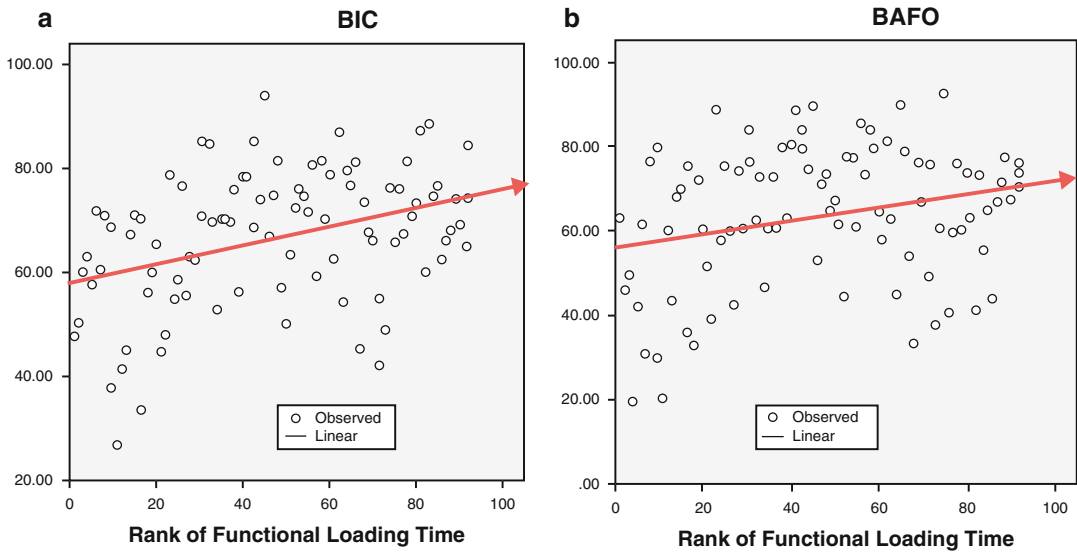 a
BIC
100.00
80.00
60.00
40.00
20.00
0 20 40 60 80 100
Observed
Linear
Rank of Functional Loading Time
b
BAFO
100.00
80.00
60.00
40.00
20.00
.00
0 20 40 60 80 100
Observed
Linear
Rank of Functional Loading Time